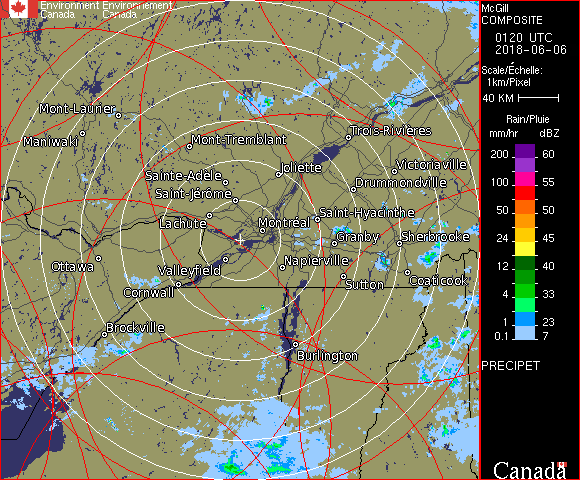 Environment Environnement
Canada Canada
McGill
COMPOSITE
0120 UTC
2018-06-06
Scale/Échelle:
1km/Pixel
40 KM
Rain/Pluie
mm/hr dBZ
200 60
150 57
100 55
50 50
24 45
12 40
4 33
1 23
0.1 7
PRECIPET
Canada
Mont-Laurier
Maniwaki
Mont-Tremblant
Trois-Rivières
Sainte-Adèle
Joliette
Victoriaville
Saint-Jérôme
Drummondville
Lachute
Montréal
Saint-Hyacinthe
Granby
Sherbrooke
Ottawa
Valleyfield
Napierville
Cornwall
Sutton
Coaticook
Brockville
Burlington